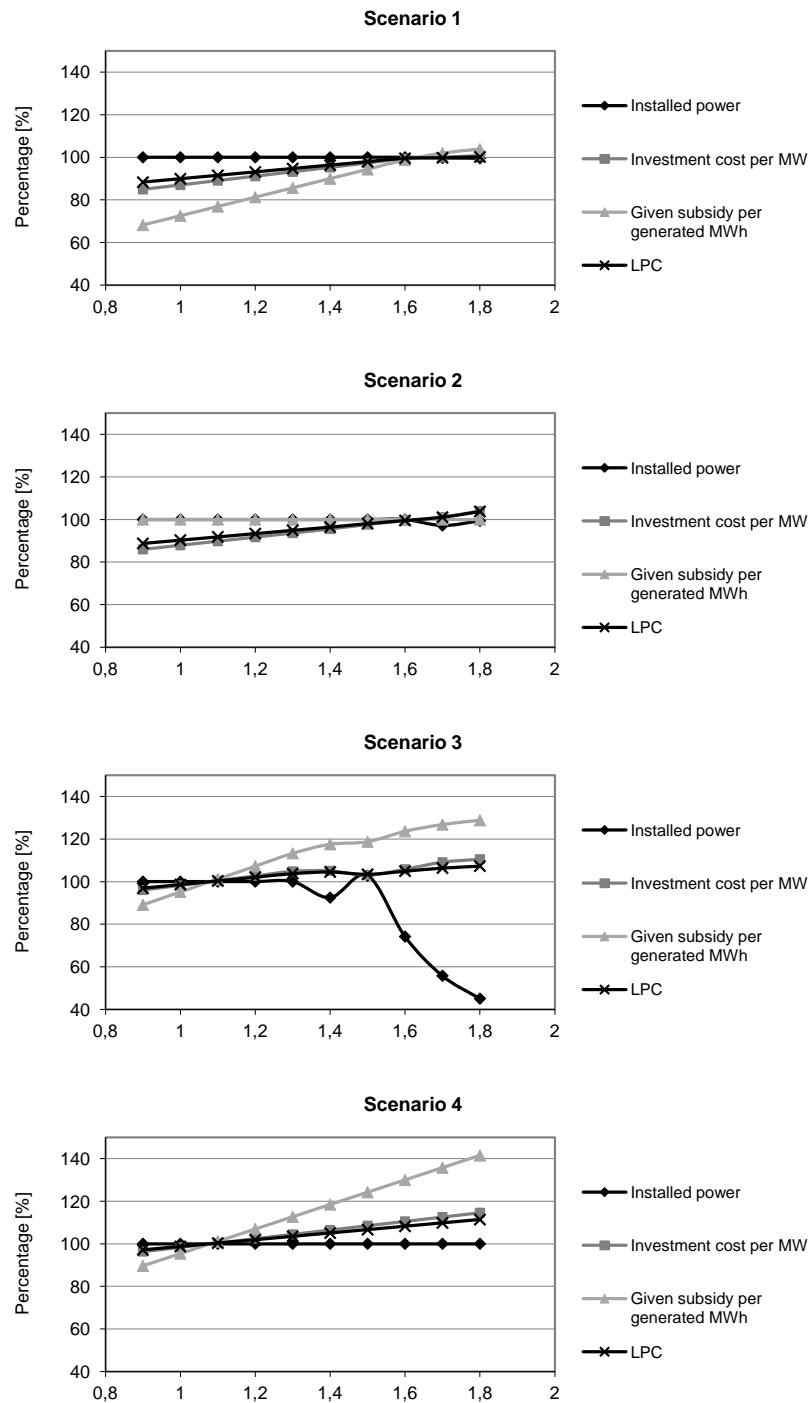 Scenario 1
Percentage [%]
140
120
100
80
60
40
0,8 1 1,2 1,4 1,6 1,8 2
Installed power
Investment cost per MW
Given subsidy per
generated MWh
LPC
Scenario 2
Percentage [%]
140
120
100
80
60
40
0,8 1 1,2 1,4 1,6 1,8 2
Installed power
Investment cost per MW
Given subsidy per
generated MWh
LPC
Scenario 3
Percentage [%]
140
120
100
80
60
40
0,8 1 1,2 1,4 1,6 1,8 2
Installed power
Investment cost per MW
Given subsidy per
generated MWh
LPC
Scenario 4
Percentage [%]
140
120
100
80
60
40
0,8 1 1,2 1,4 1,6 1,8 2
Installed power
Investment cost per MW
Given subsidy per
generated MWh
LPC